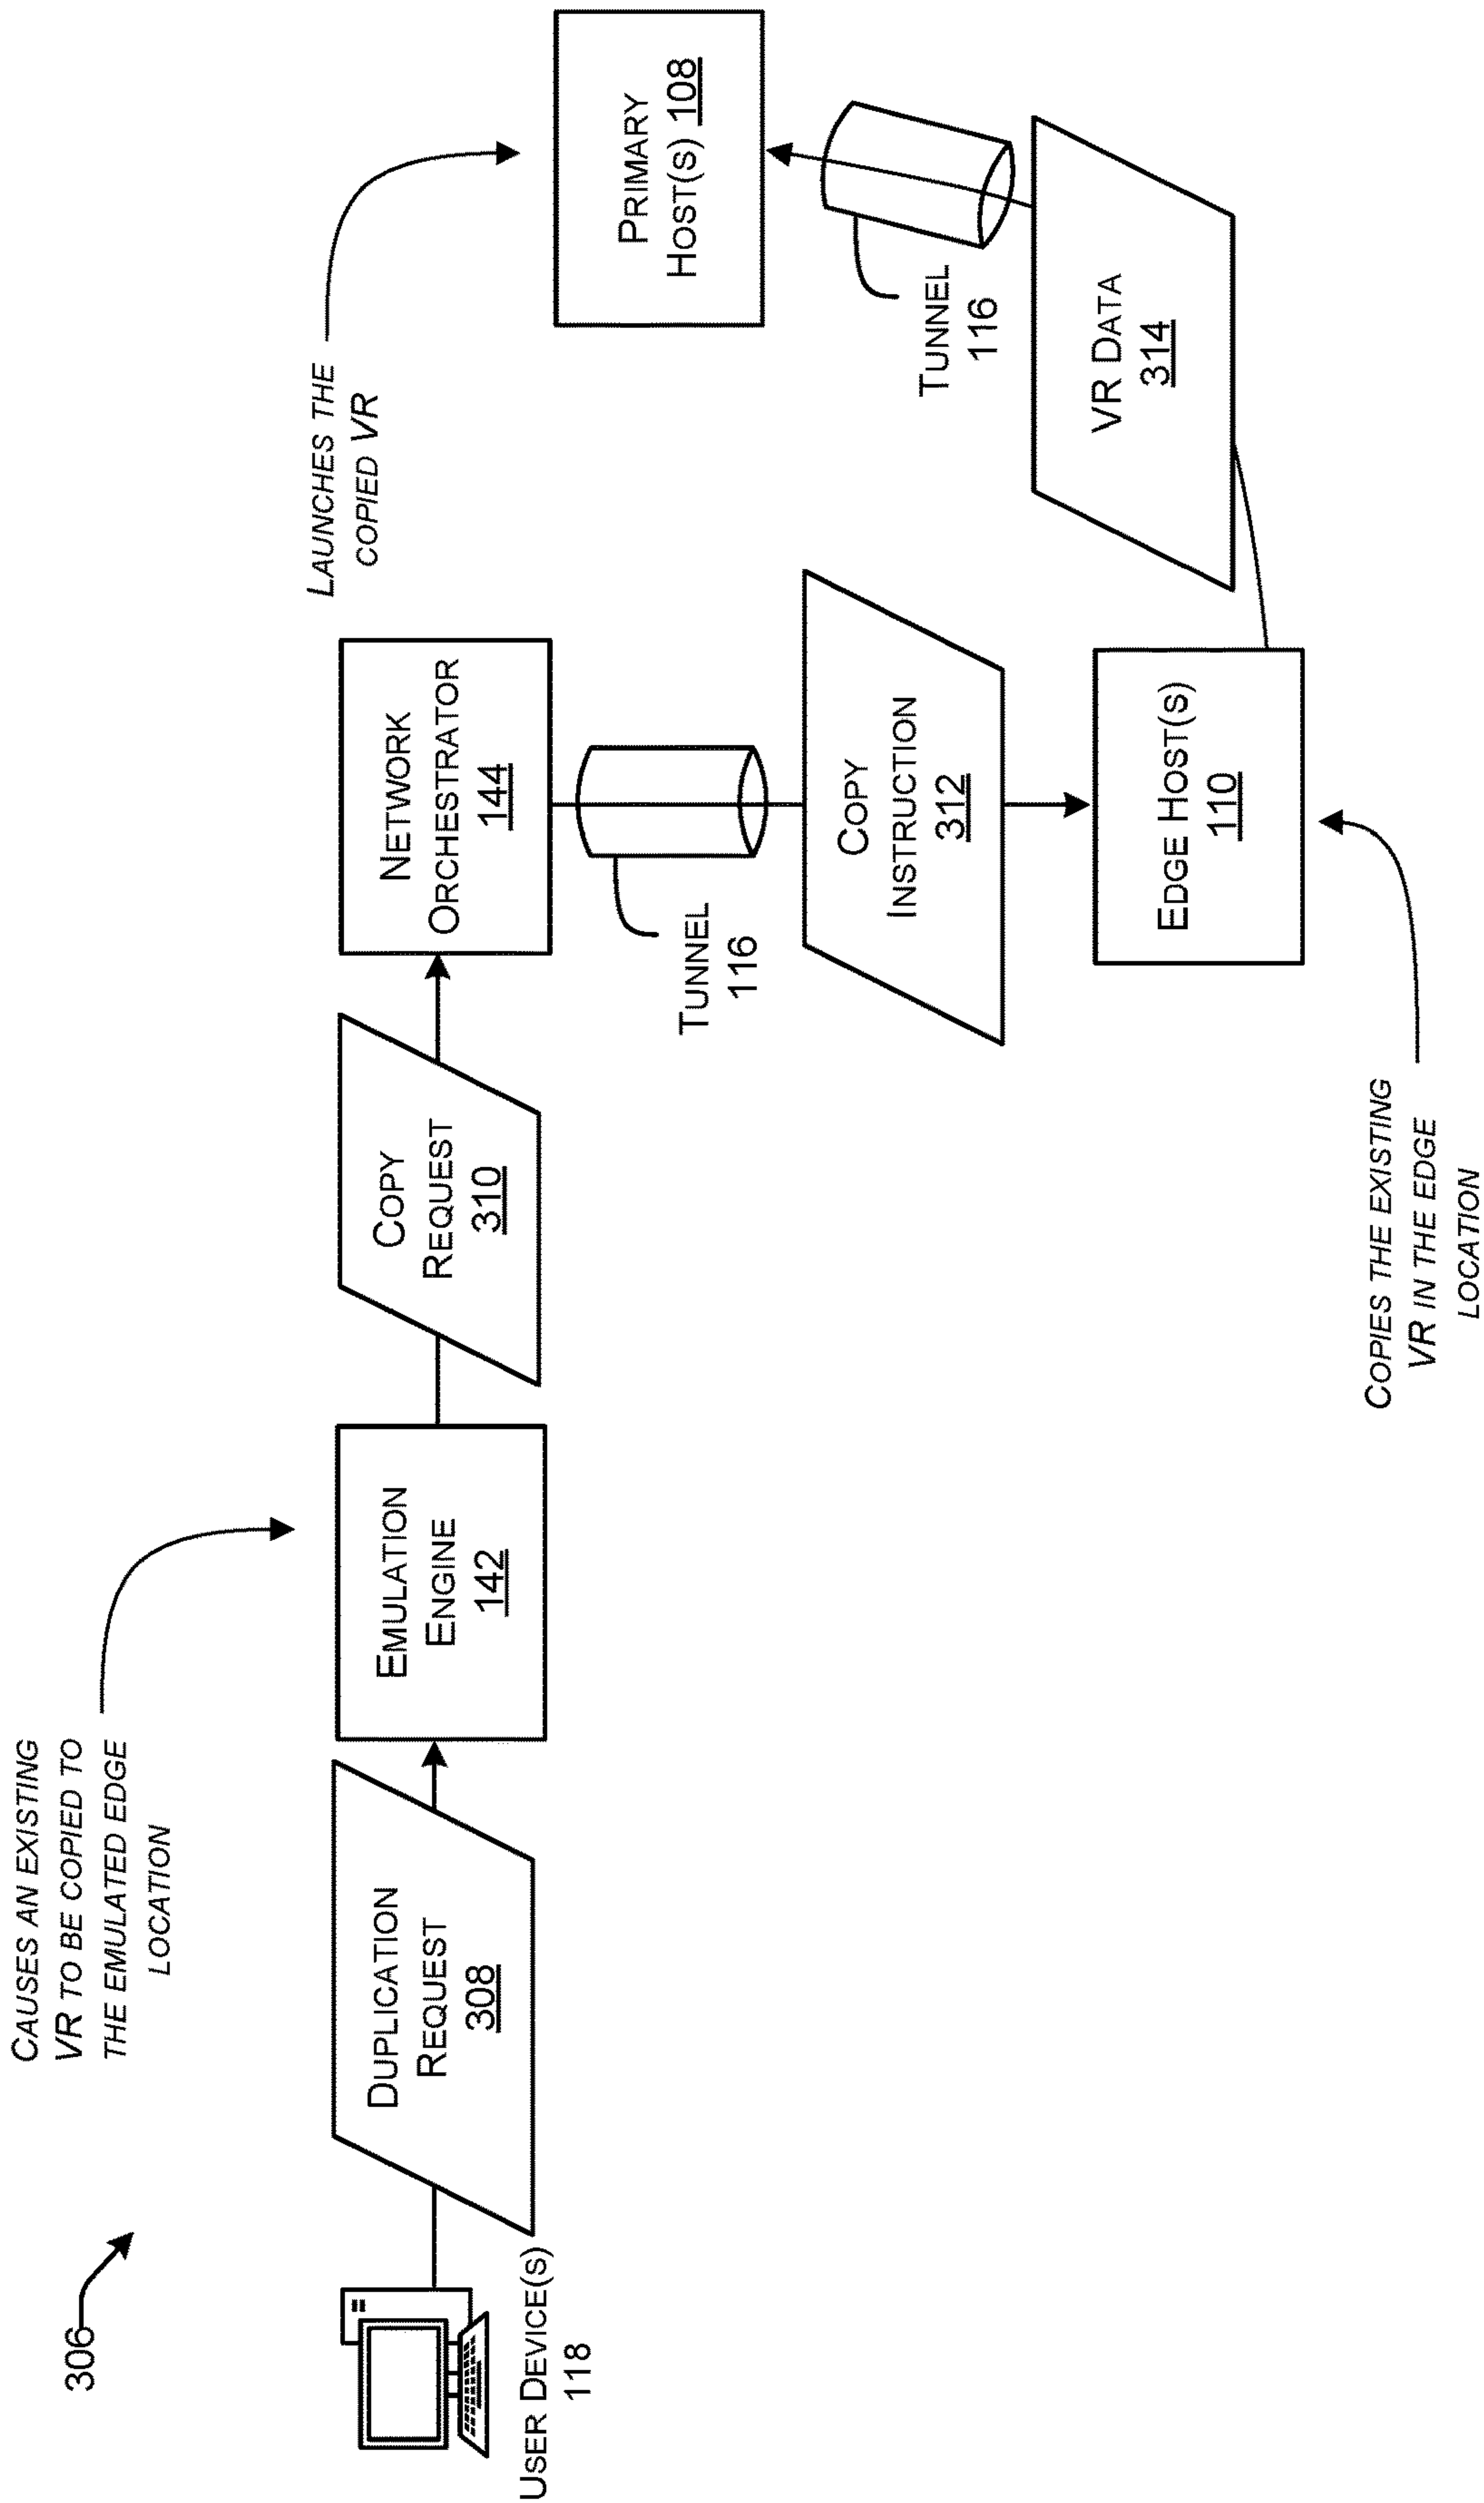 306
CAUSES AN EXISTING
VR TO BE COPIED TO
THE EMULATED EDGE
LOCATION
LAUNCHES THE
COPIED VR
USER DEVICE(S)
118
DUPLICATION
REQUEST
308
EMULATION
ENGINE
142
COPY
REQUEST
310
NETWORK
ORCHESTRATOR
144
PRIMARY
HOST(S) 108
TUNNEL
116
TUNNEL
116
COPY
INSTRUCTION
312
VR DATA
314
EDGE HOST(S)
110
COPIES THE EXISTING
VR IN THE EDGE
LOCATION